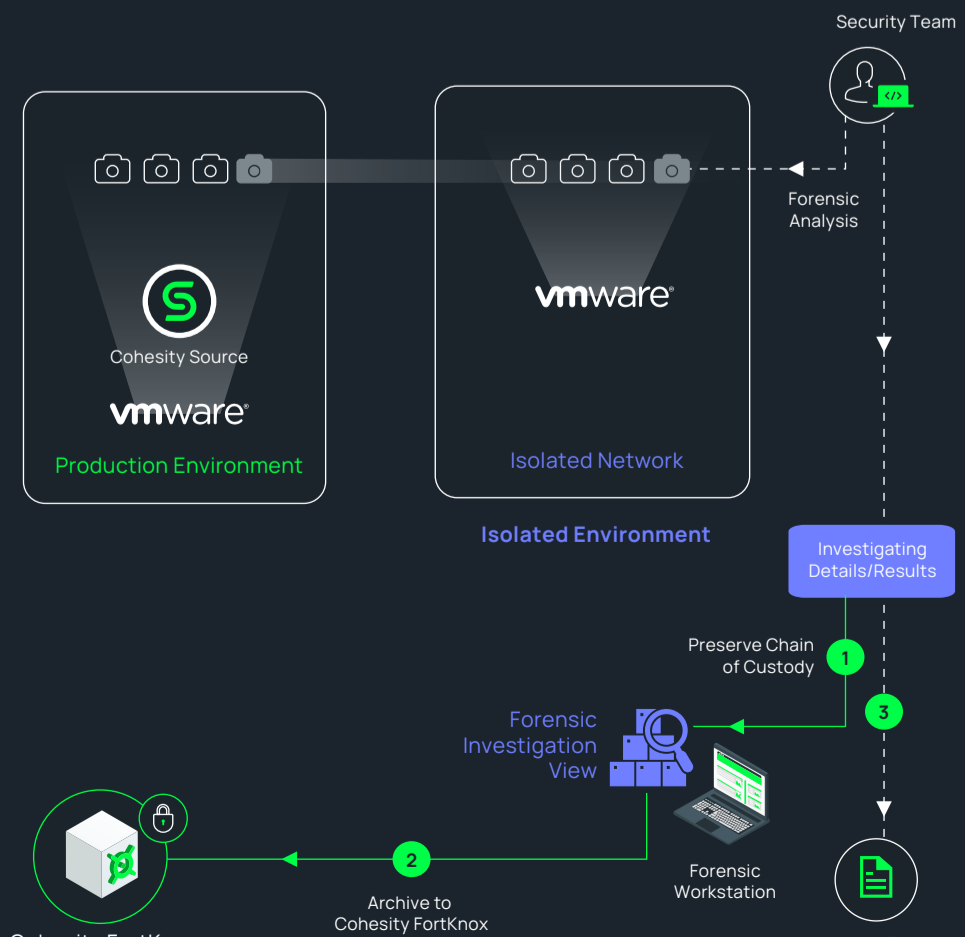 Security Team
</>
Forensic
Analysis
Cohesity Source
vmware®
Production Environment
vmware®
Isolated Network
Isolated Environment
Investigating
Details/Results
Preserve Chain
of Custody
1
3
Forensic
Investigation
View
2
Archive to
Cohesity FortKnox
Forensic
Workstation